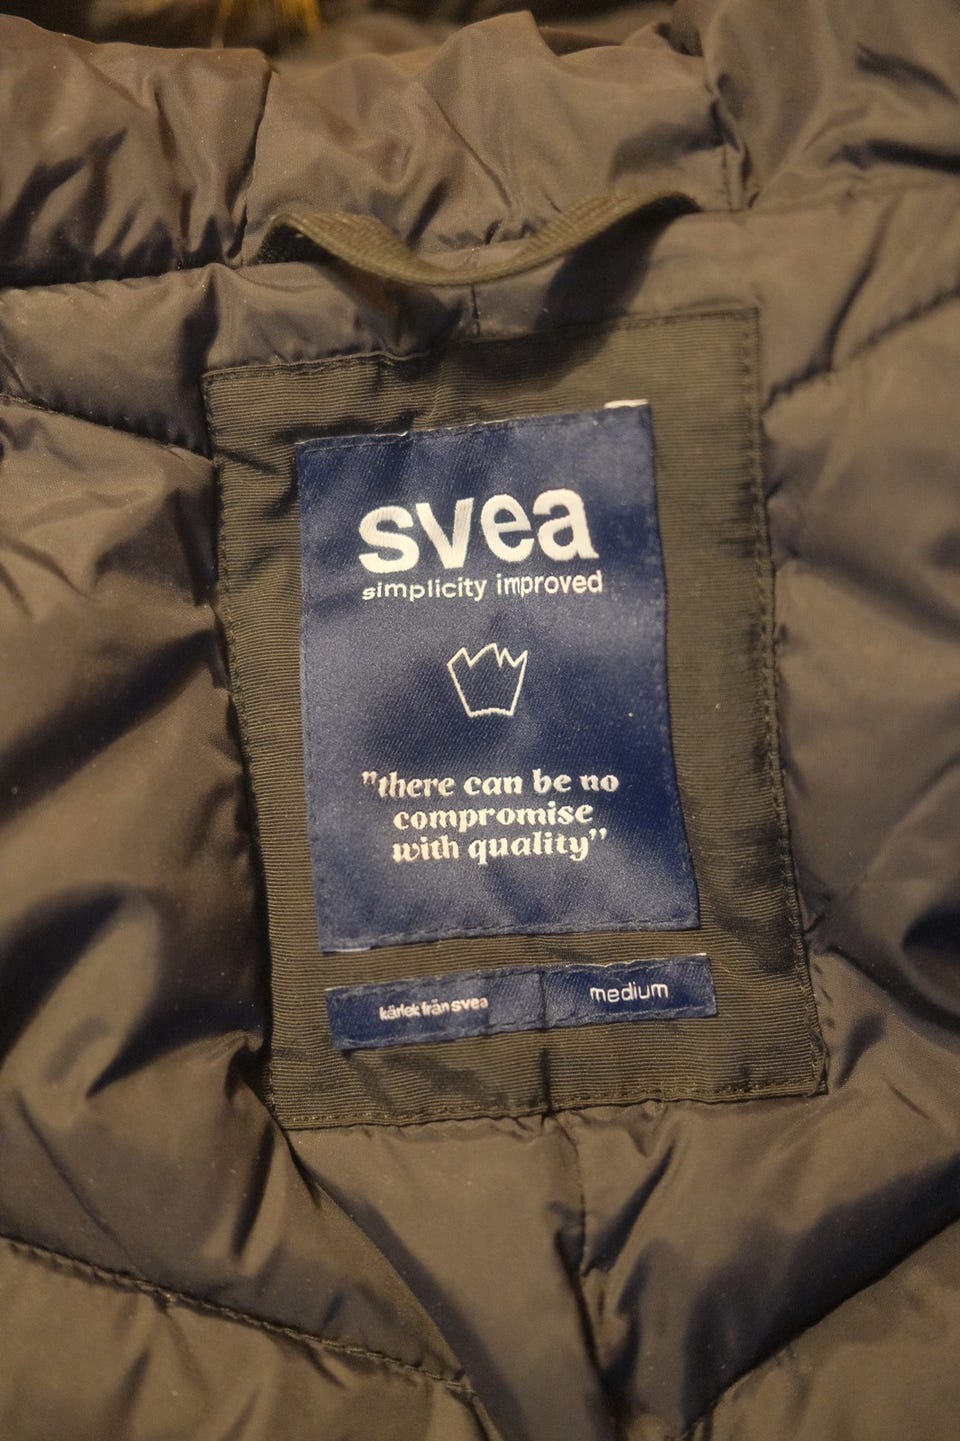 svea
simplicity improved
"there can be no
compromise
with quality"
kärlek från svea
medium